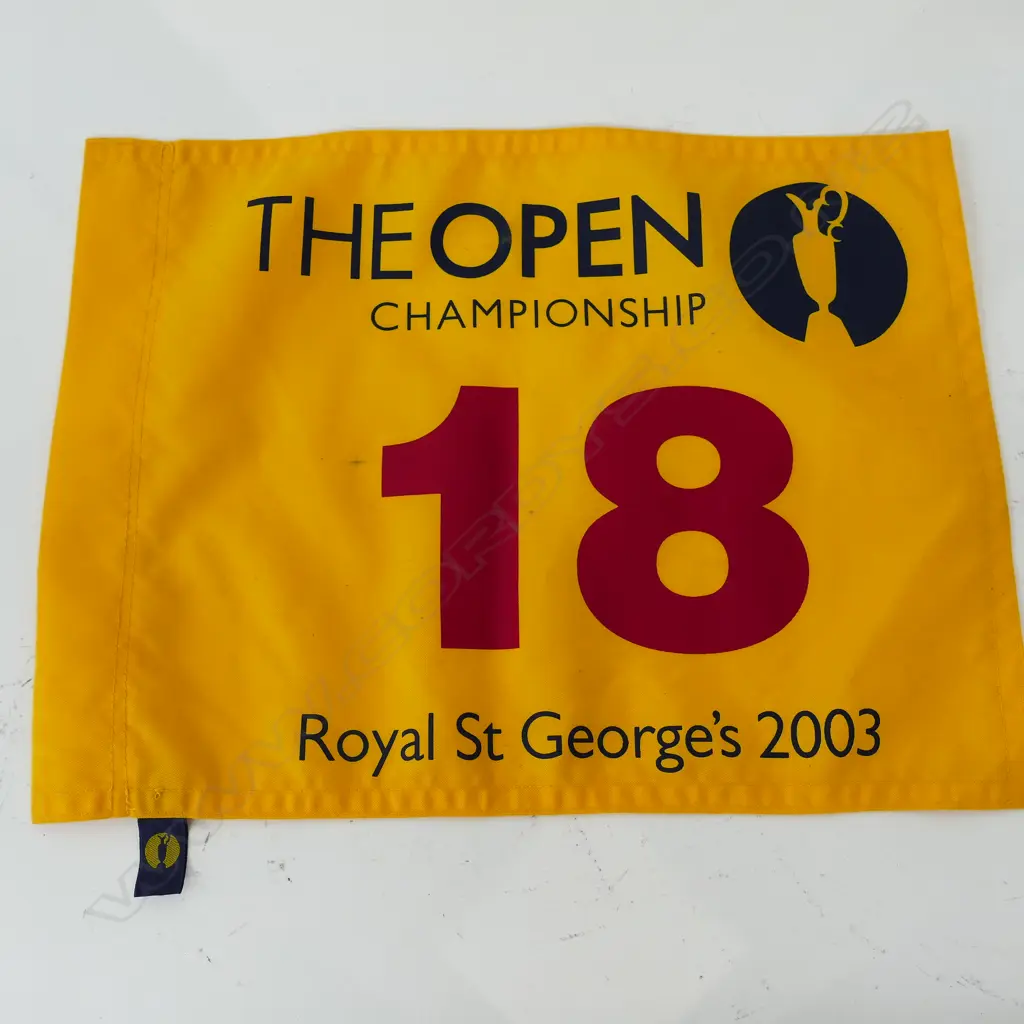 THE OPEN
CHAMPIONSHIP
18
Royal St George's 2003